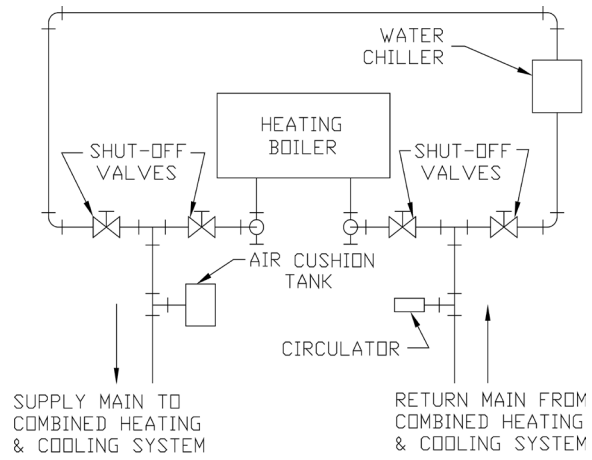 WATER
CHILLER
HEATING
BOILER
SHUT-OFF
VALVES
SHUT-OFF
VALVES
AIR CUSHION
TANK
CIRCULATOR
SUPPLY MAIN TO
COMBINED HEATING
& COOLING SYSTEM
RETURN MAIN FROM
COMBINED HEATING
& COOLING SYSTEM